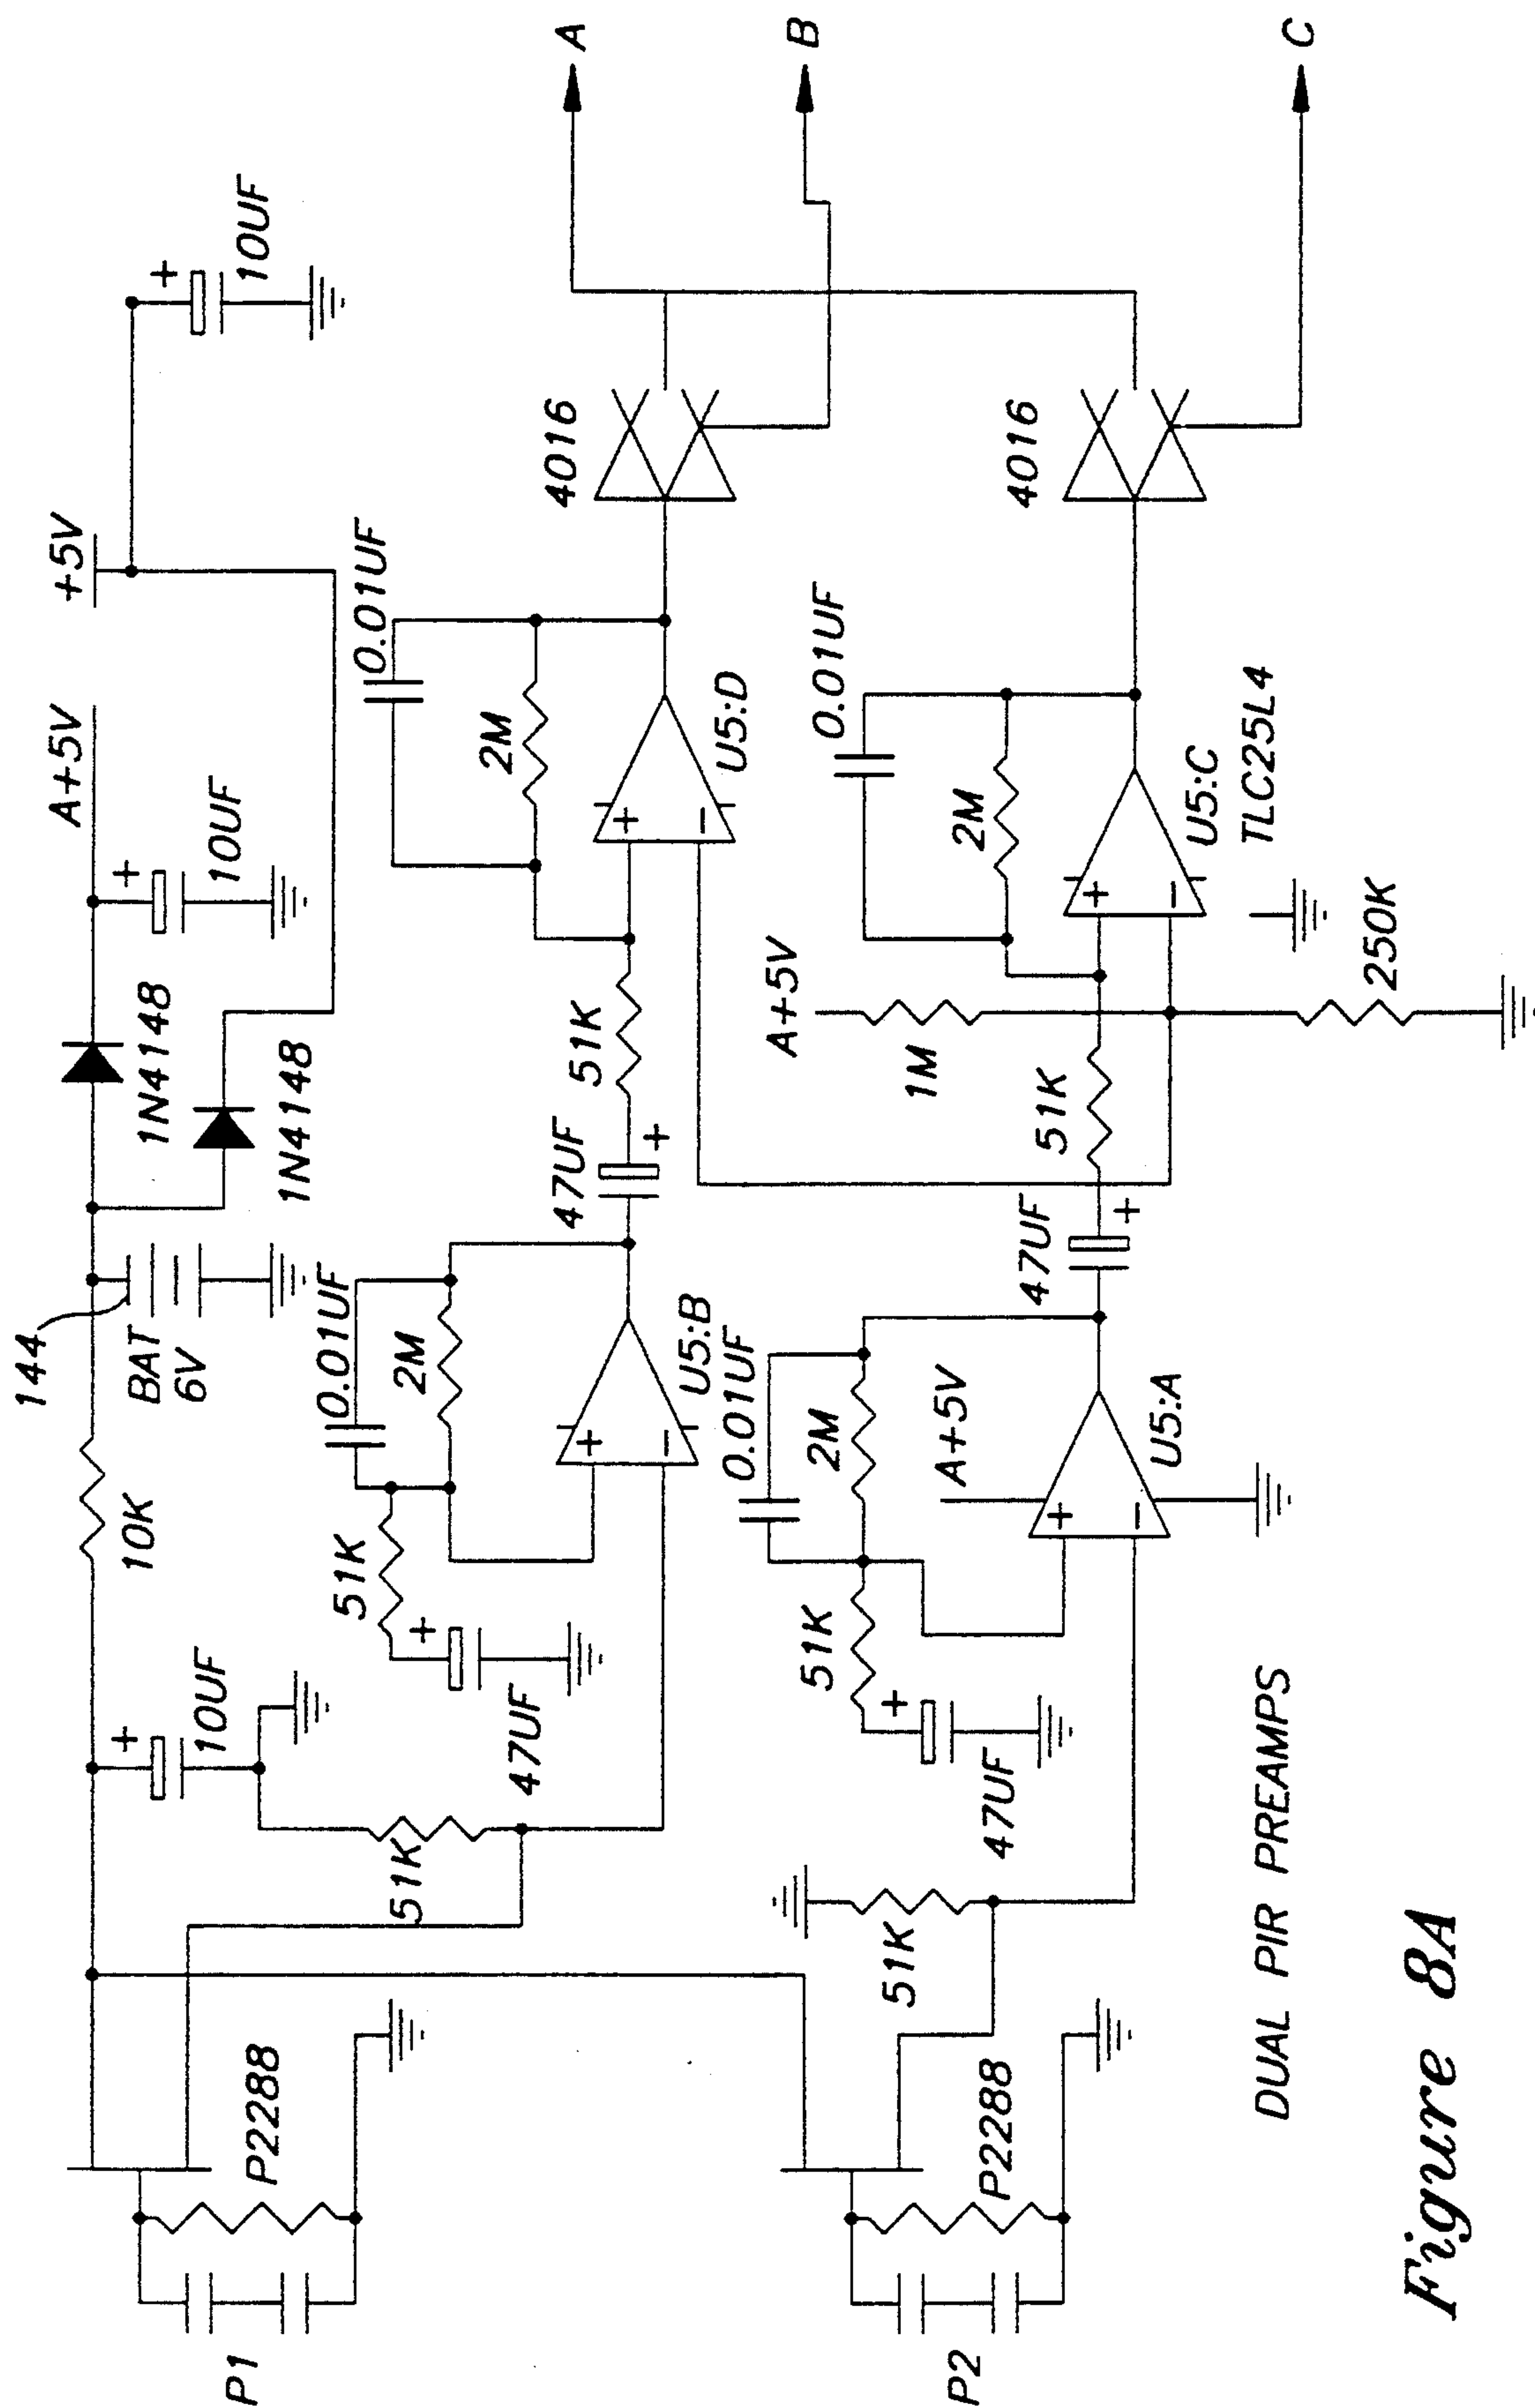 144
BAT
6V
10K
+
10UF
1N4148
1N4148
+
10UF
A+5V
+5V
+
10UF
P1
P2288
51K
51K
+
47UF
0.01UF
2M
+
−
U5:B
47UF
+
51K
0.01UF
2M
+
−
U5:D
4016
A
B
P2
P2288
51K
51K
+
47UF
0.01UF
2M
A+5V
+
−
U5:A
47UF
+
51K
A+5V
1M
250K
0.01UF
2M
+
−
U5:C
TLC25L4
4016
C
DUAL PIR PREAMPS
Figure 8A